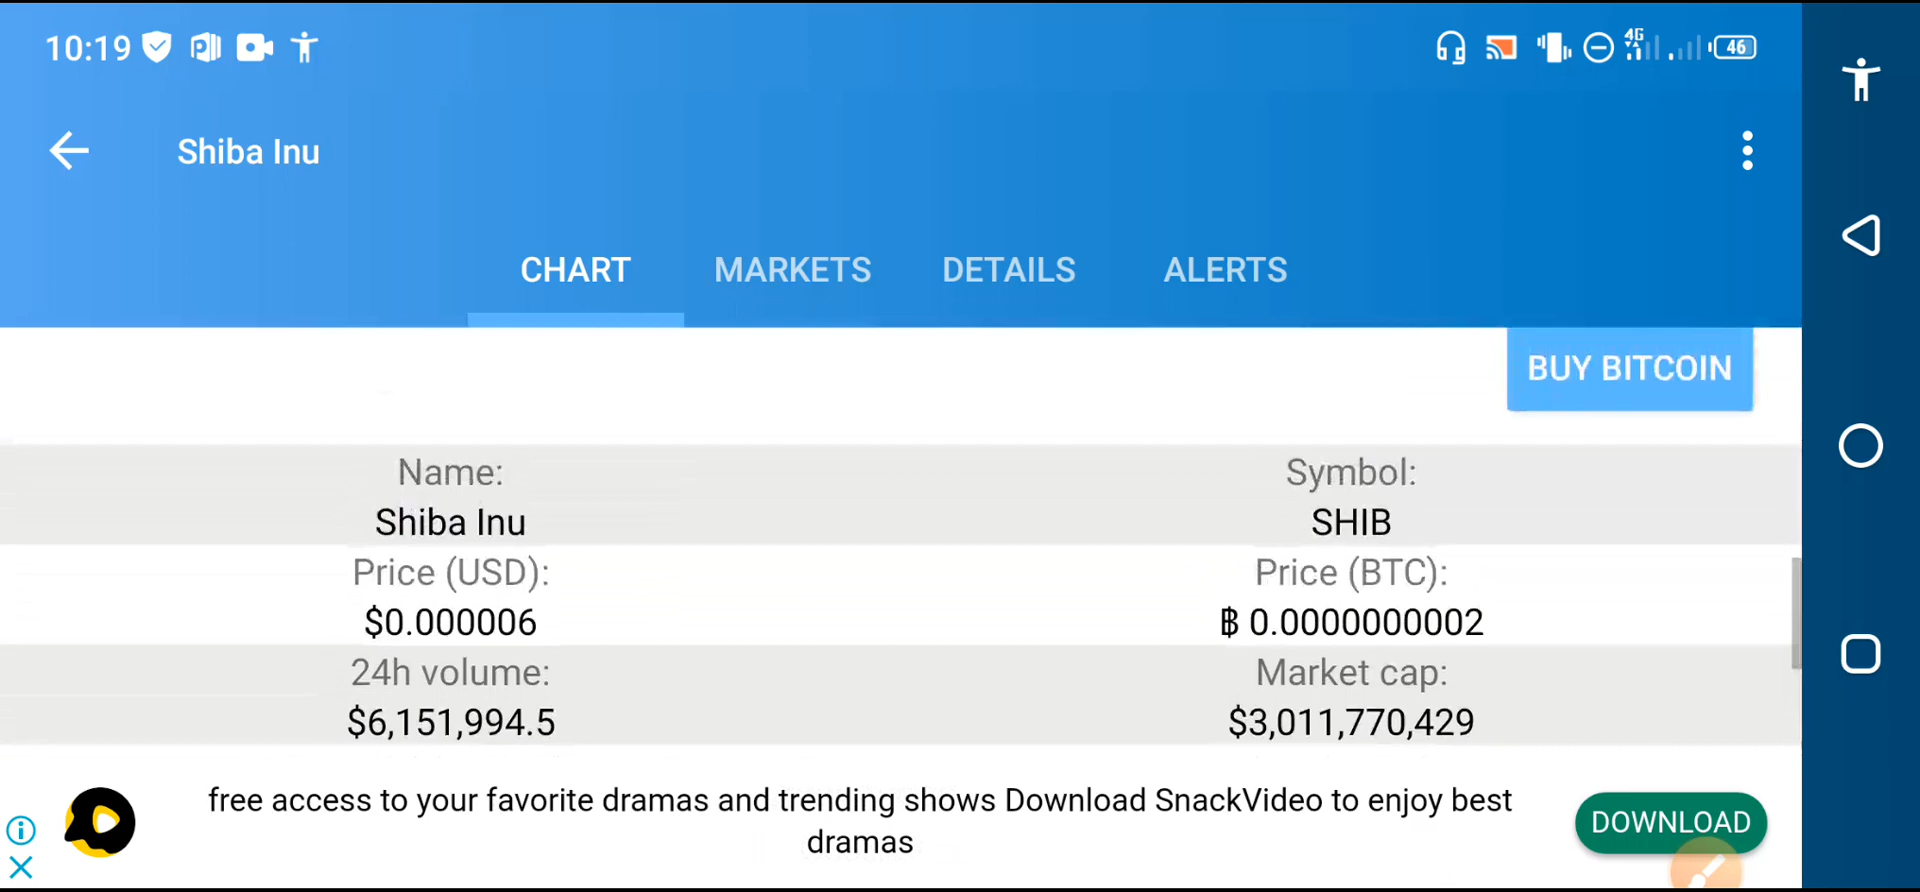 10:19
4G
46
Shiba Inu
CHART MARKETS DETAILS ALERTS
BUY BITCOIN
Name: Symbol:
Shiba Inu SHIB
Price (USD): Price (BTC):
$0.000006 ฿ 0.0000000002
24h volume: Market cap:
$6,151,994.5 $3,011,770,429
free access to your favorite dramas and trending shows Download SnackVideo to enjoy best
dramas
DOWNLOAD